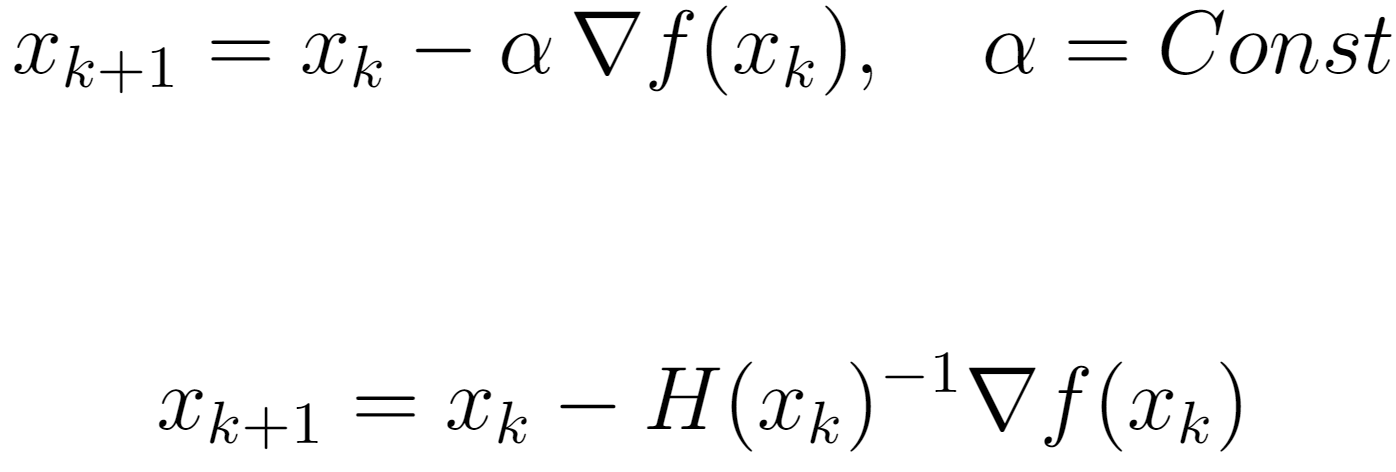 x_{k+1} = x_k − α ∇f(x_k),  α = Const
x_{k+1} = x_k − H(x_k)^{−1} ∇f(x_k)